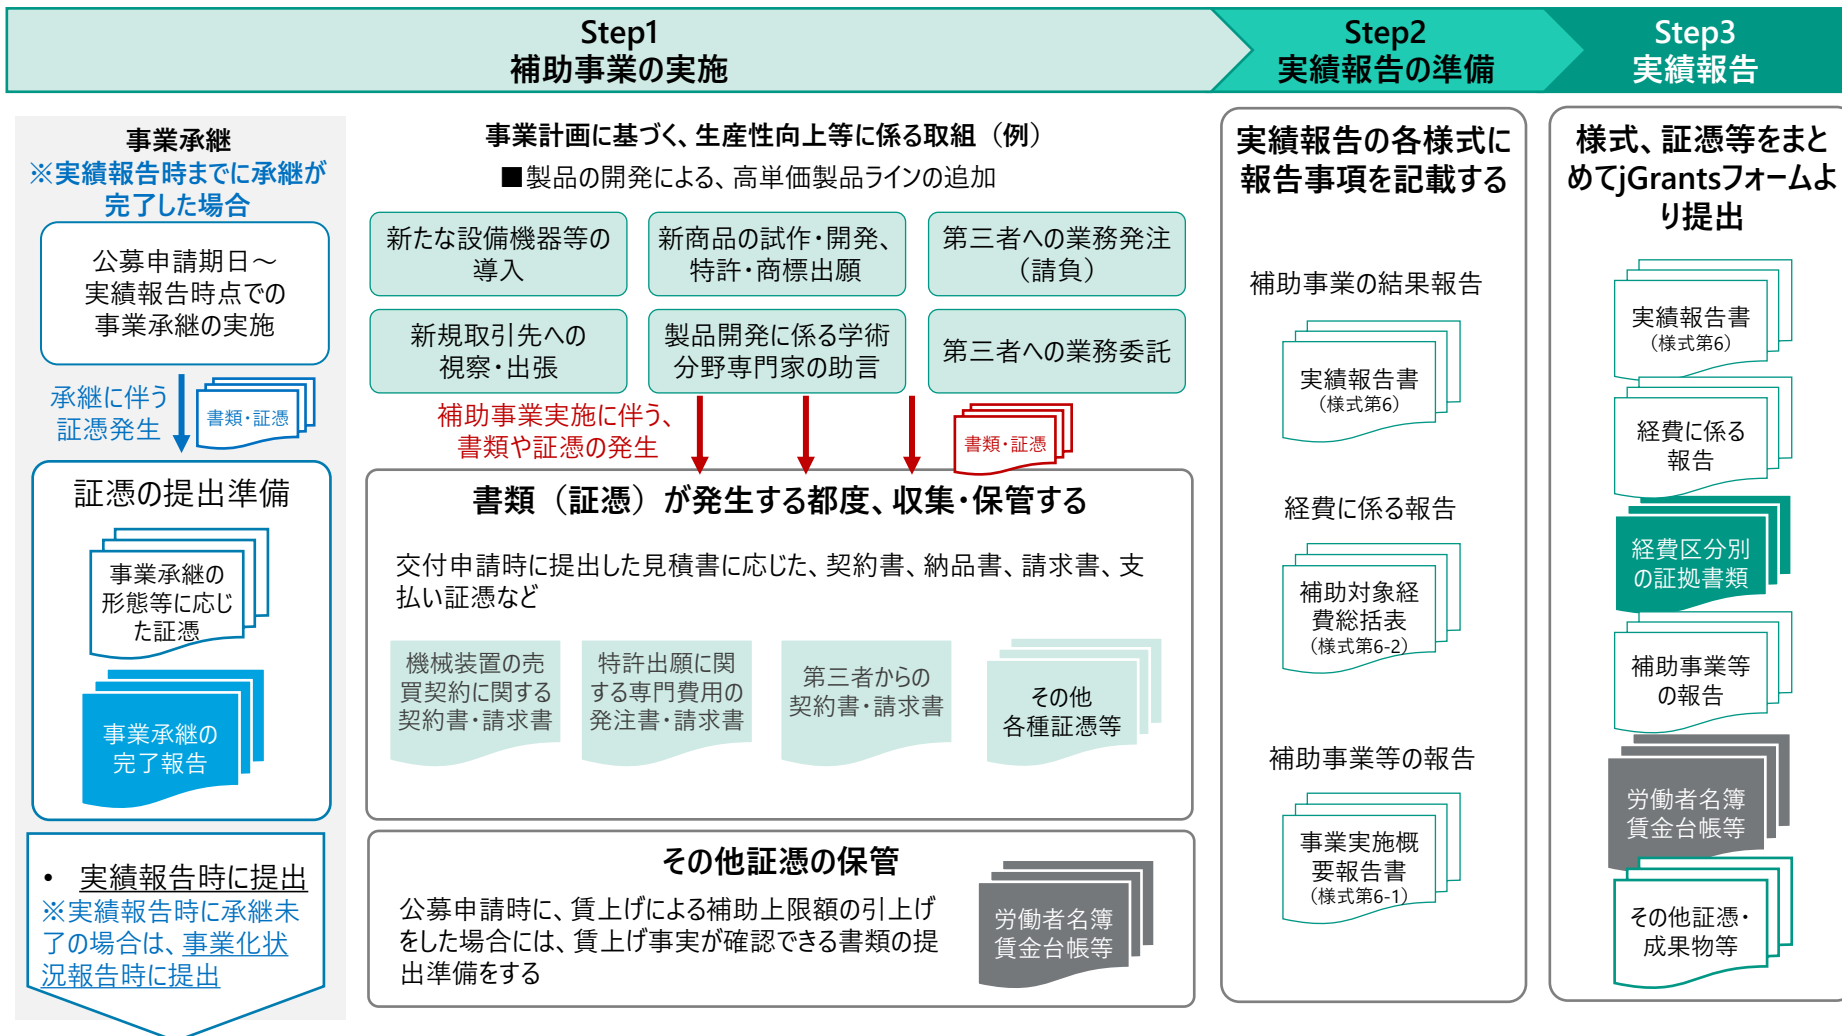 Step1
補助事業の実施
Step2
実績報告の準備
Step3
実績報告
事業承継
※実績報告時までに承継が
完了した場合
公募申請期日～
実績報告時点での
事業承継の実施
承継に伴う
証憑発生
書類・証憑
証憑の提出準備
事業承継の
形態等に応じ
た証憑
事業承継の
完了報告
• 実績報告時に提出
※実績報告時に承継未
了の場合は、事業化状
況報告時に提出
事業計画に基づく、生産性向上等に係る取組（例）
■製品の開発による、高単価製品ラインの追加
新たな設備機器等の
導入
新商品の試作・開発、
特許・商標出願
第三者への業務発注
（請負）
新規取引先への
視察・出張
製品開発に係る学術
分野専門家の助言
第三者への業務委託
補助事業実施に伴う、
書類や証憑の発生
書類・証憑
書類（証憑）が発生する都度、収集・保管する
交付申請時に提出した見積書に応じた、契約書、納品書、請求書、支
払い証憑など
機械装置の売
買契約に関する
契約書・請求書
特許出願に関
する専門費用の
発注書・請求書
第三者からの
契約書・請求書
その他
各種証憑等
その他証憑の保管
公募申請時に、賃上げによる補助上限額の引上げ
をした場合には、賃上げ事実が確認できる書類の提
出準備をする
労働者名簿
賃金台帳等
実績報告の各様式に
報告事項を記載する
補助事業の結果報告
実績報告書
（様式第6）
経費に係る報告
補助対象経
費総括表
（様式第6-2）
補助事業等の報告
事業実施概
要報告書
（様式第6-1）
様式、証憑等をまと
めてjGrantsフォームよ
り提出
実績報告書
（様式第6）
経費に係る
報告
経費区分別
の証拠書類
補助事業等
の報告
労働者名簿
賃金台帳等
その他証憑・
成果物等